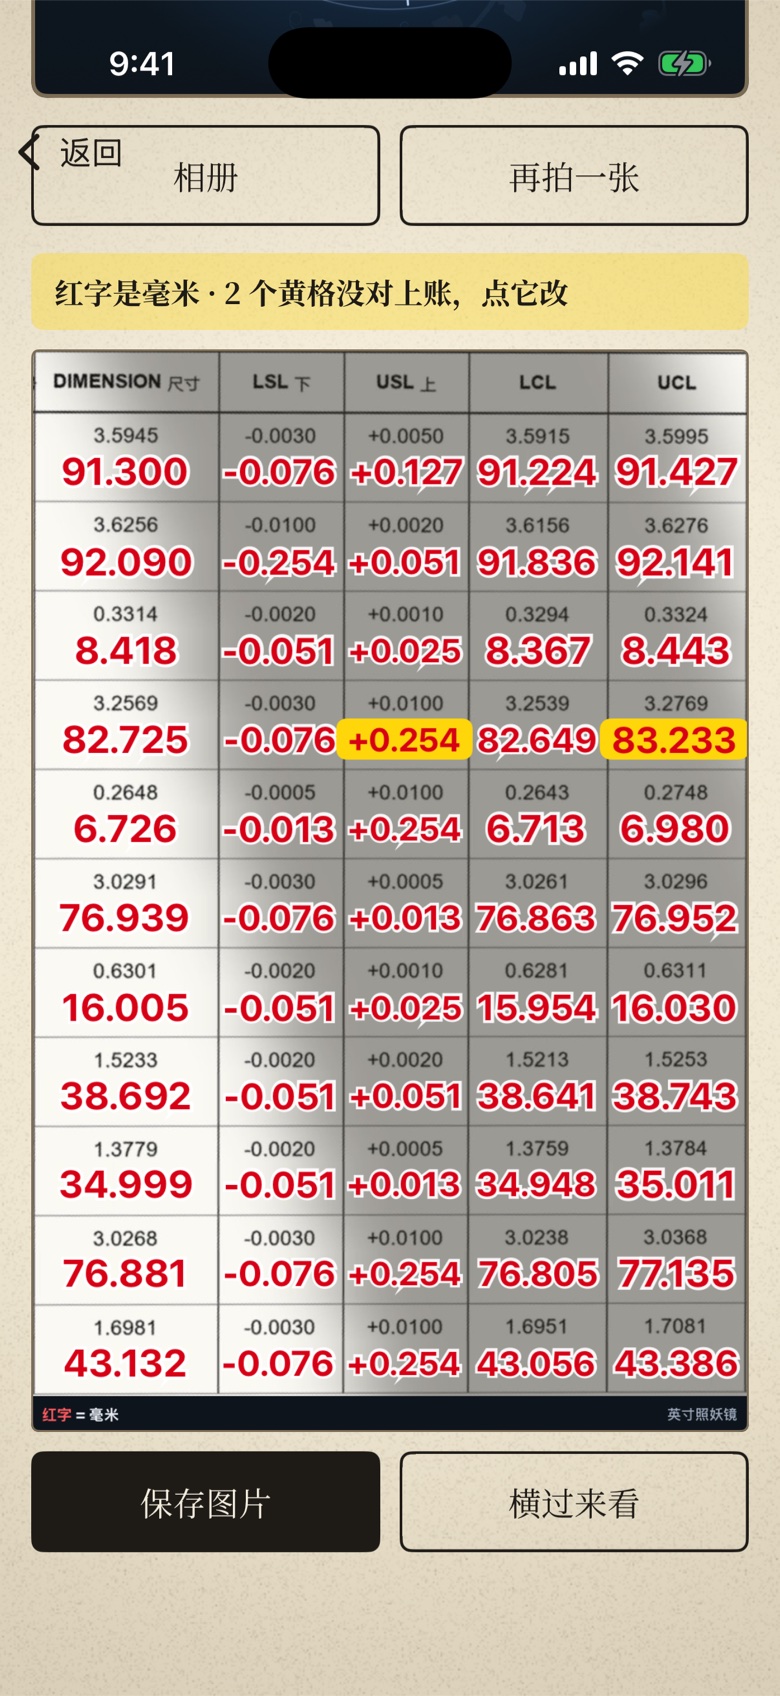 9:41
返回
相册
再拍一张
红字是毫米 · 2 个黄格没对上账，点它改
DIMENSION 尺寸 LSL 下 USL 上 LCL UCL
3.5945 -0.0030 +0.0050 3.5915 3.5995
91.300 -0.076 +0.127 91.224 91.427
3.6256 -0.0100 +0.0020 3.6156 3.6276
92.090 -0.254 +0.051 91.836 92.141
0.3314 -0.0020 +0.0010 0.3294 0.3324
8.418 -0.051 +0.025 8.367 8.443
3.2569 -0.0030 +0.0100 3.2539 3.2769
82.725 -0.076 +0.254 82.649 83.233
0.2648 -0.0005 +0.0100 0.2643 0.2748
6.726 -0.013 +0.254 6.713 6.980
3.0291 -0.0030 +0.0005 3.0261 3.0296
76.939 -0.076 +0.013 76.863 76.952
0.6301 -0.0020 +0.0010 0.6281 0.6311
16.005 -0.051 +0.025 15.954 16.030
1.5233 -0.0020 +0.0020 1.5213 1.5253
38.692 -0.051 +0.051 38.641 38.743
1.3779 -0.0020 +0.0005 1.3759 1.3784
34.999 -0.051 +0.013 34.948 35.011
3.0268 -0.0030 +0.0100 3.0238 3.0368
76.881 -0.076 +0.254 76.805 77.135
1.6981 -0.0030 +0.0100 1.6951 1.7081
43.132 -0.076 +0.254 43.056 43.386
红字 = 毫米 英寸照妖镜
保存图片
横过来看